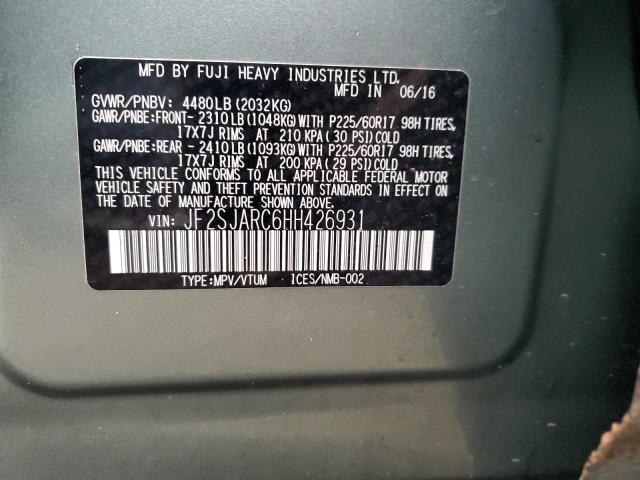 MFD BY FUJI HEAVY INDUSTRIES LTD.
MFD IN 06/16
GVWR/PNBV: 4480LB(2032KG)
GAWR/PNBE:FRONT- 2310LB(1048KG)WITH P225/60R17 98H TIRES,
17X7J RIMS AT 210 KPA(30 PSI)COLD
GAWR/PNBE:REAR - 2410LB(1093KG)WITH P225/60R17 98H TIRES,
17X7J RIMS AT 200 KPA(29 PSI)COLD
THIS VEHICLE CONFORMS TO ALL APPLICABLE FEDERAL MOTOR
VEHICLE SAFETY AND THEFT PREVENTION STANDARDS IN EFFECT ON
THE DATE OF MANUFACTURE SHOWN ABOVE.
VIN: JF2SJARC6HH426931
TYPE:MPV/VTUM ICES/NMB-002